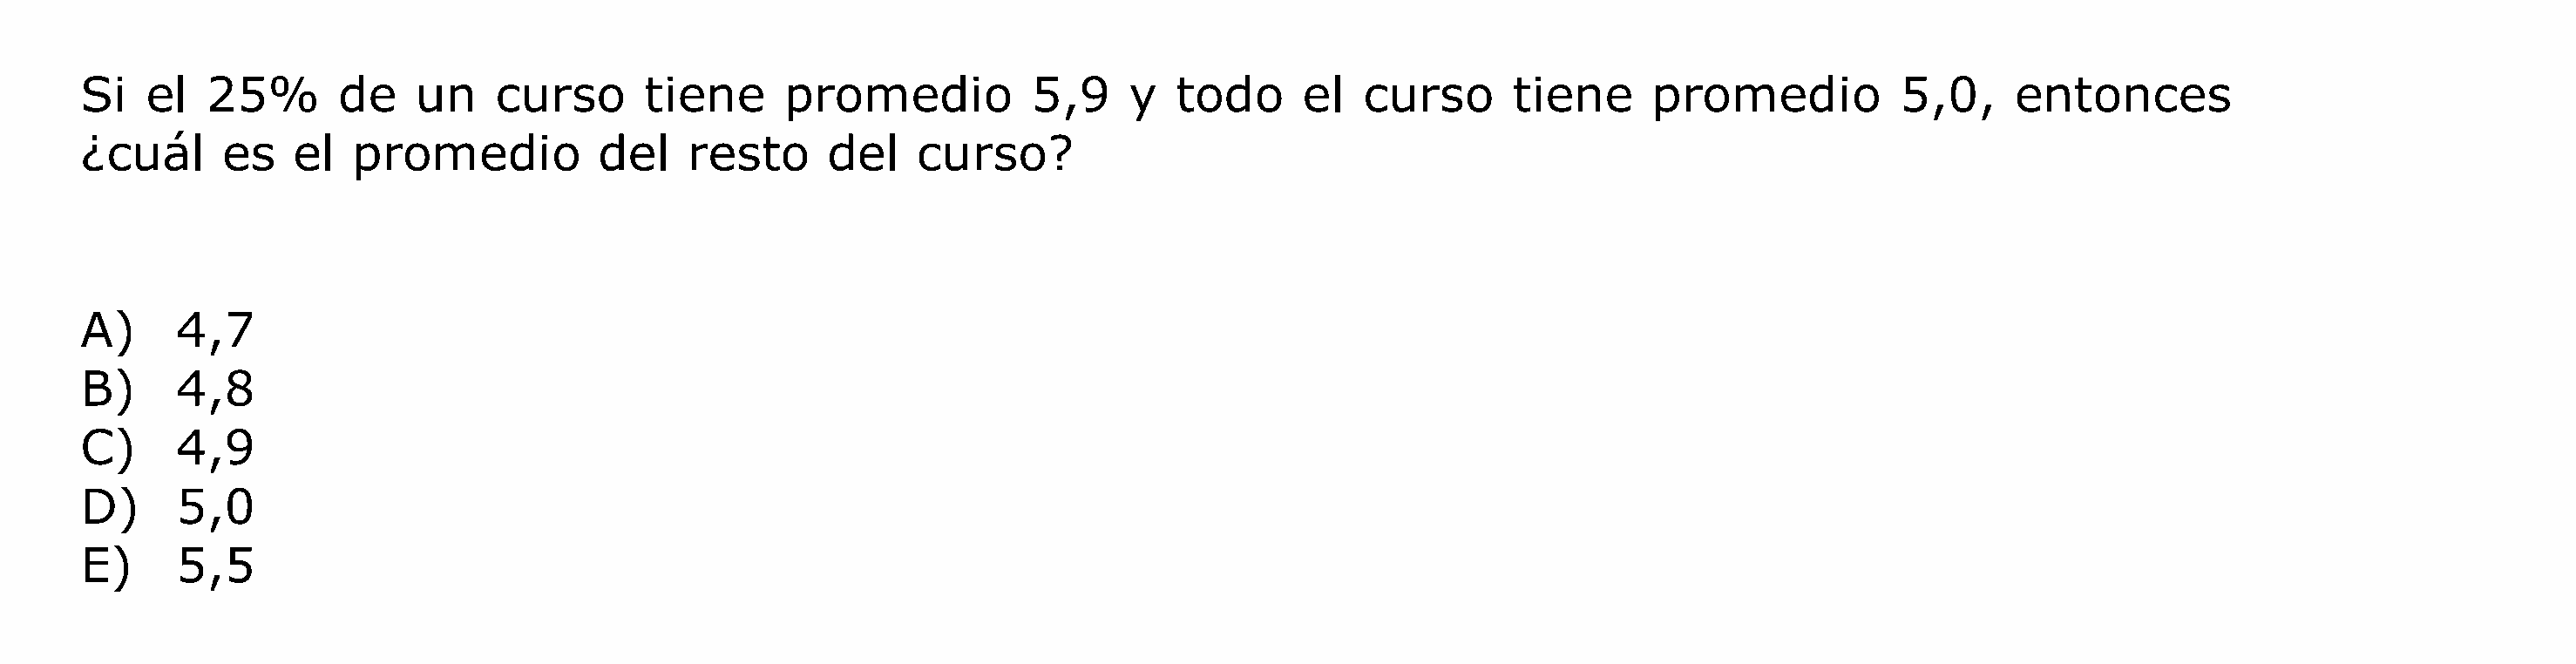 Si el 25% de un curso tiene promedio 5,9 y todo el curso tiene promedio 5,0, entonces
¿cuál es el promedio del resto del curso?
A) 4,7
B) 4,8
C) 4,9
D) 5,0
E) 5,5